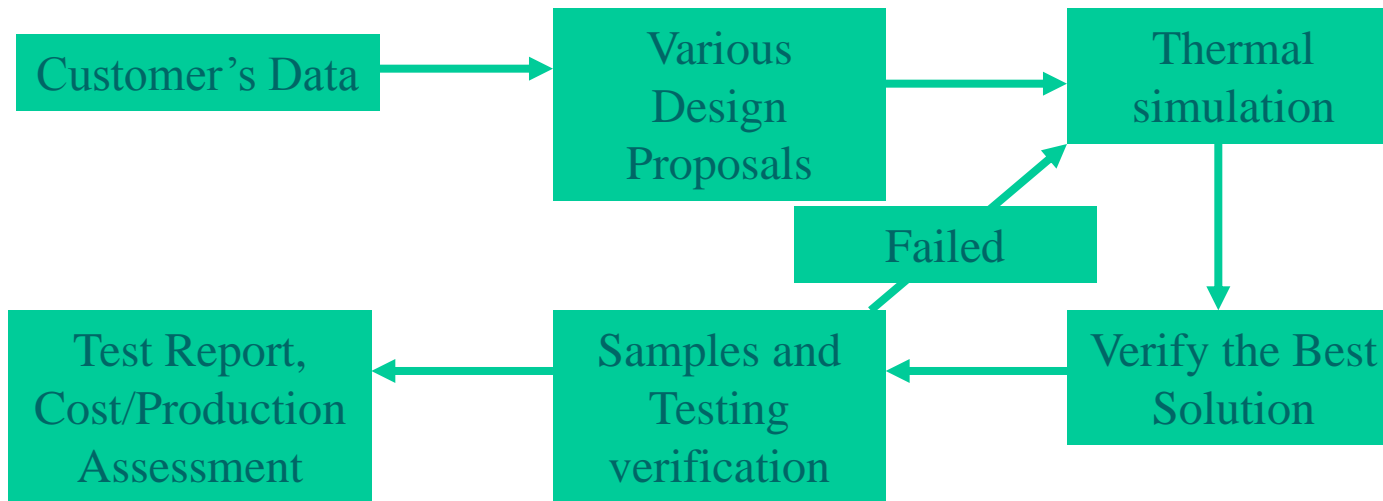 Customer’s Data
Various
Design
Proposals
Thermal
simulation
Failed
Test Report,
Cost/Production
Assessment
Samples and
Testing
verification
Verify the Best
Solution